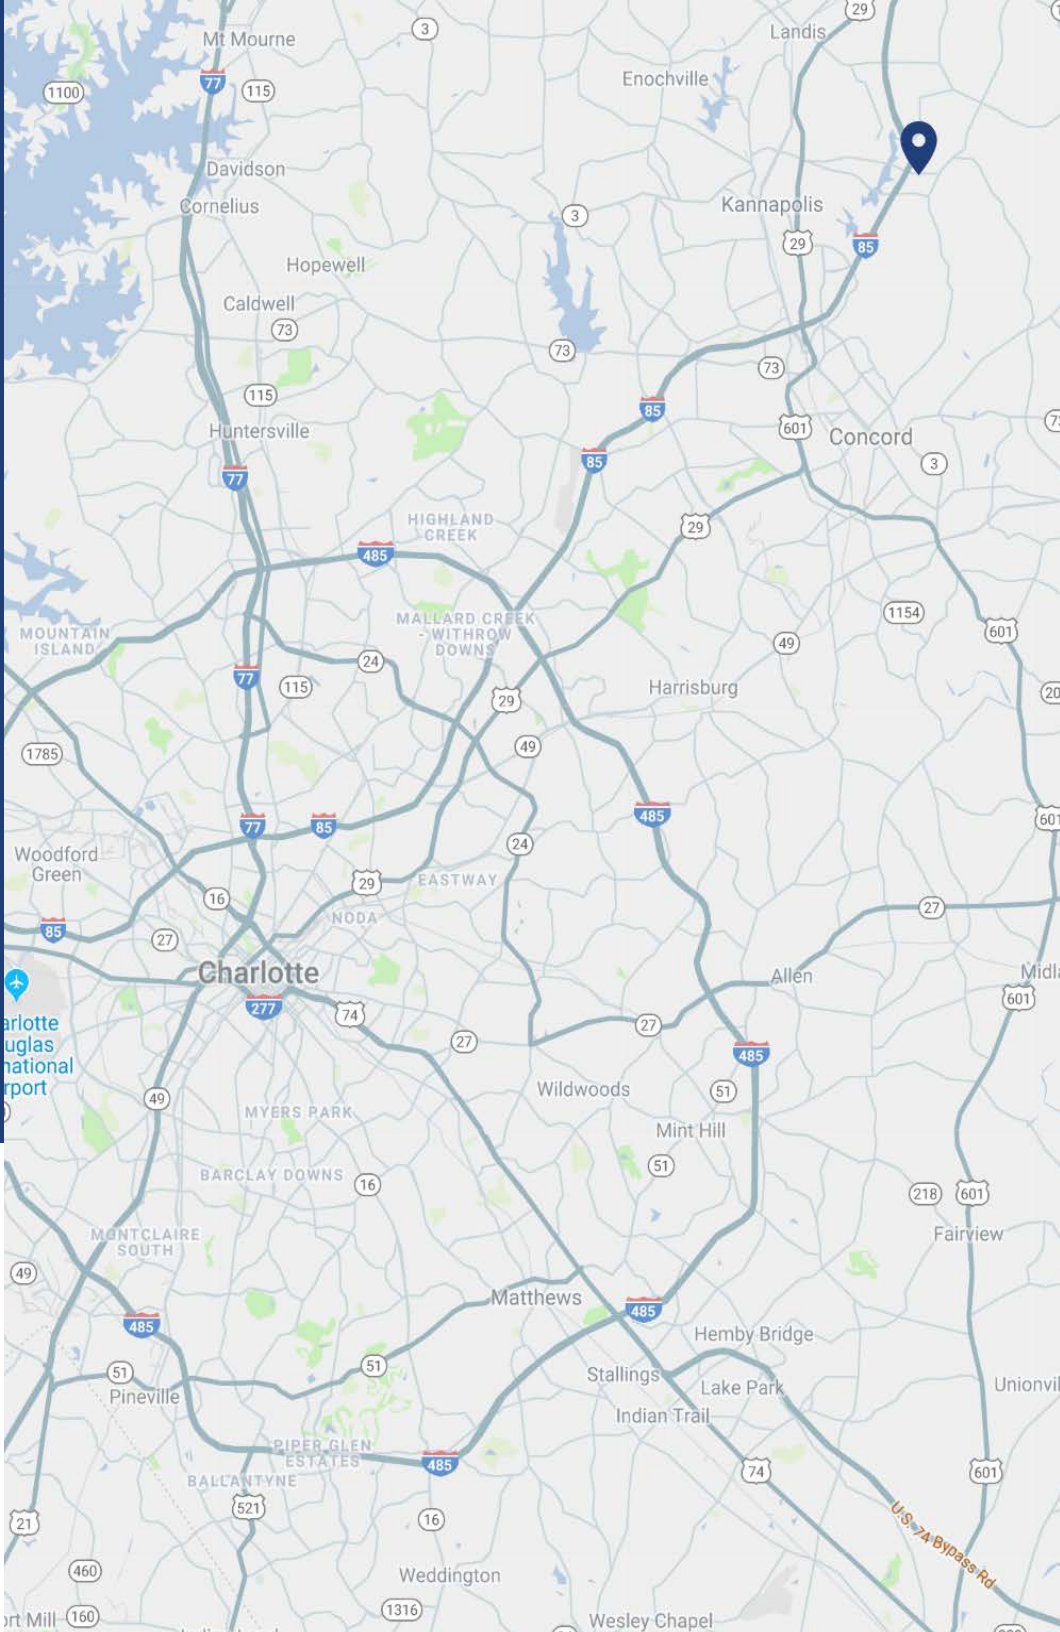 29
Landis
3
Mt Mourne
Enochville
77
115
1100
Davidson
Cornelius
Kannapolis
3
29
85
Hopewell
Caldwell
73
73
73
115
85
601
Huntersville
Concord
85
3
77
HIGHLAND
CREEK
29
485
MALLARD CREEK
- WITHROW
DOWNS
1154
MOUNTAIN
ISLAND
601
49
24
77
115
Harrisburg
29
20
49
1785
485
601
77
85
24
Woodford
Green
29
EASTWAY
16
27
NODA
85
27
Charlotte
Allen
Midla
277
74
601
arlotte
uglas
national
rport
27
27
485
Wildwoods
51
49
MYERS PARK
Mint Hill
51
BARCLAY DOWNS
16
218
601
MONTCLAIRE
SOUTH
Fairview
49
Matthews
485
485
Hemby Bridge
51
51
Stallings
Lake Park
Unionvil
Pineville
Indian Trail
PIPER GLEN
ESTATES
485
74
601
BALLANTYNE
521
16
21
U.S. 74 Bypass Rd
460
Weddington
1316
ort Mill
160
Wesley Chapel